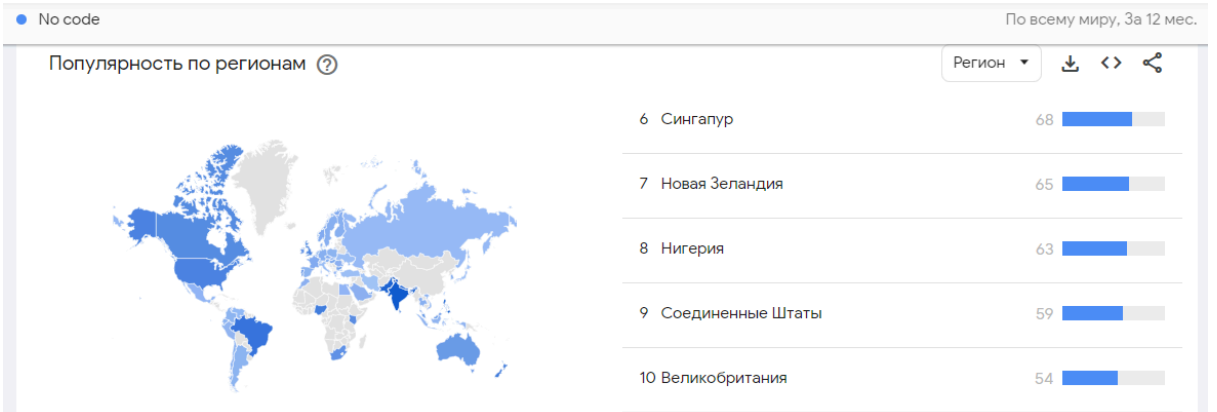 No code
По всему миру, За 12 мес.
Популярность по регионам
Регион
6 Сингапур 68
7 Новая Зеландия 65
8 Нигерия 63
9 Соединенные Штаты 59
10 Великобритания 54